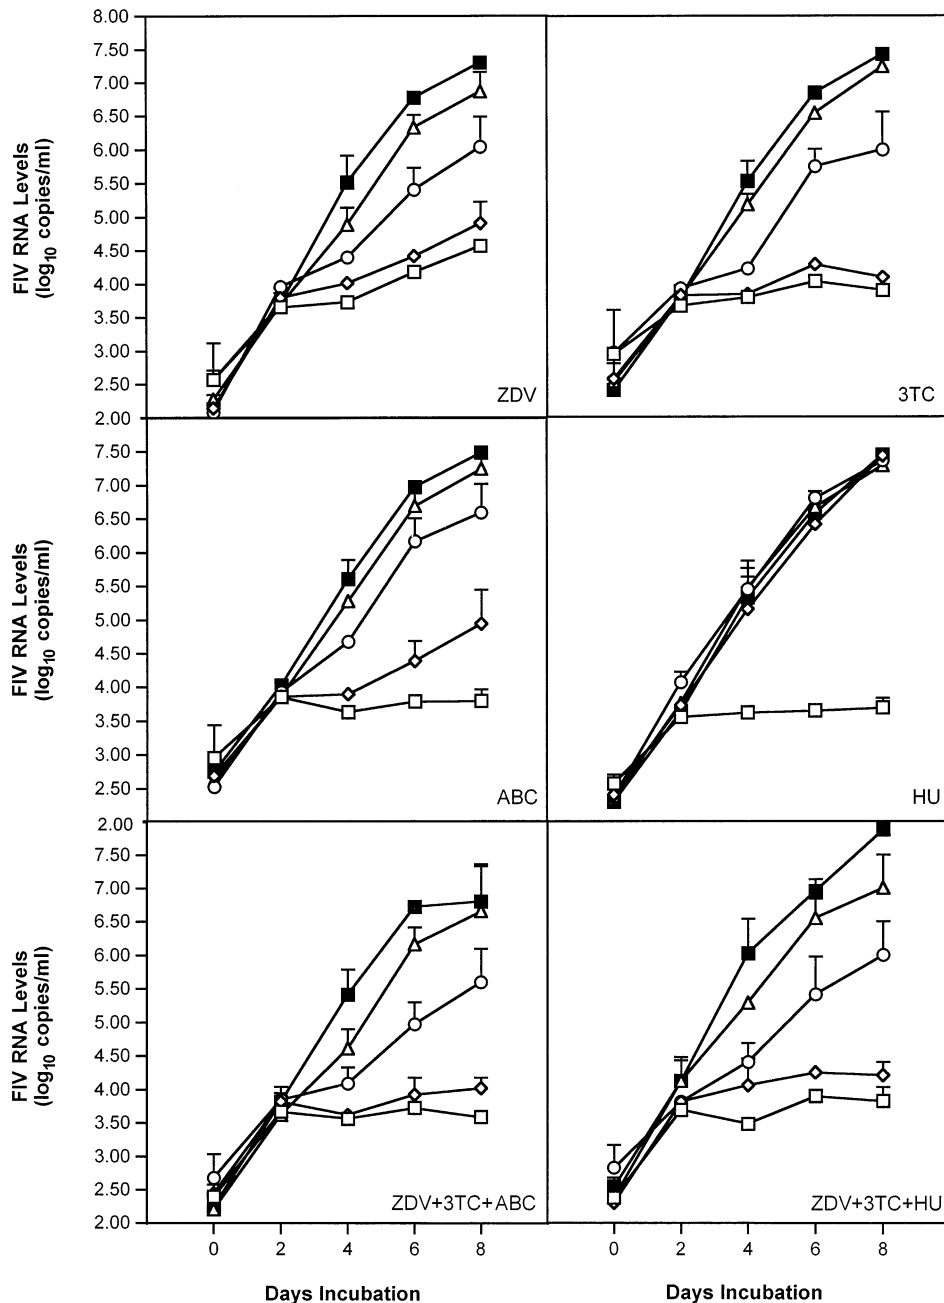 8.00
7.50
7.00
6.50
6.00
5.50
5.00
4.50
4.00
3.50
3.00
2.50
2.00
FIV RNA Levels
(log10 copies/ml)
ZDV
3TC
7.50
7.00
6.50
6.00
5.50
5.00
4.50
4.00
3.50
3.00
2.50
2.00
FIV RNA Levels
(log10 copies/ml)
ABC
HU
7.50
7.00
6.50
6.00
5.50
5.00
4.50
4.00
3.50
3.00
2.50
2.00
FIV RNA Levels
(log10 copies/ml)
ZDV+3TC+ABC
ZDV+3TC+HU
0 2 4 6 8
0 2 4 6 8
Days Incubation
Days Incubation